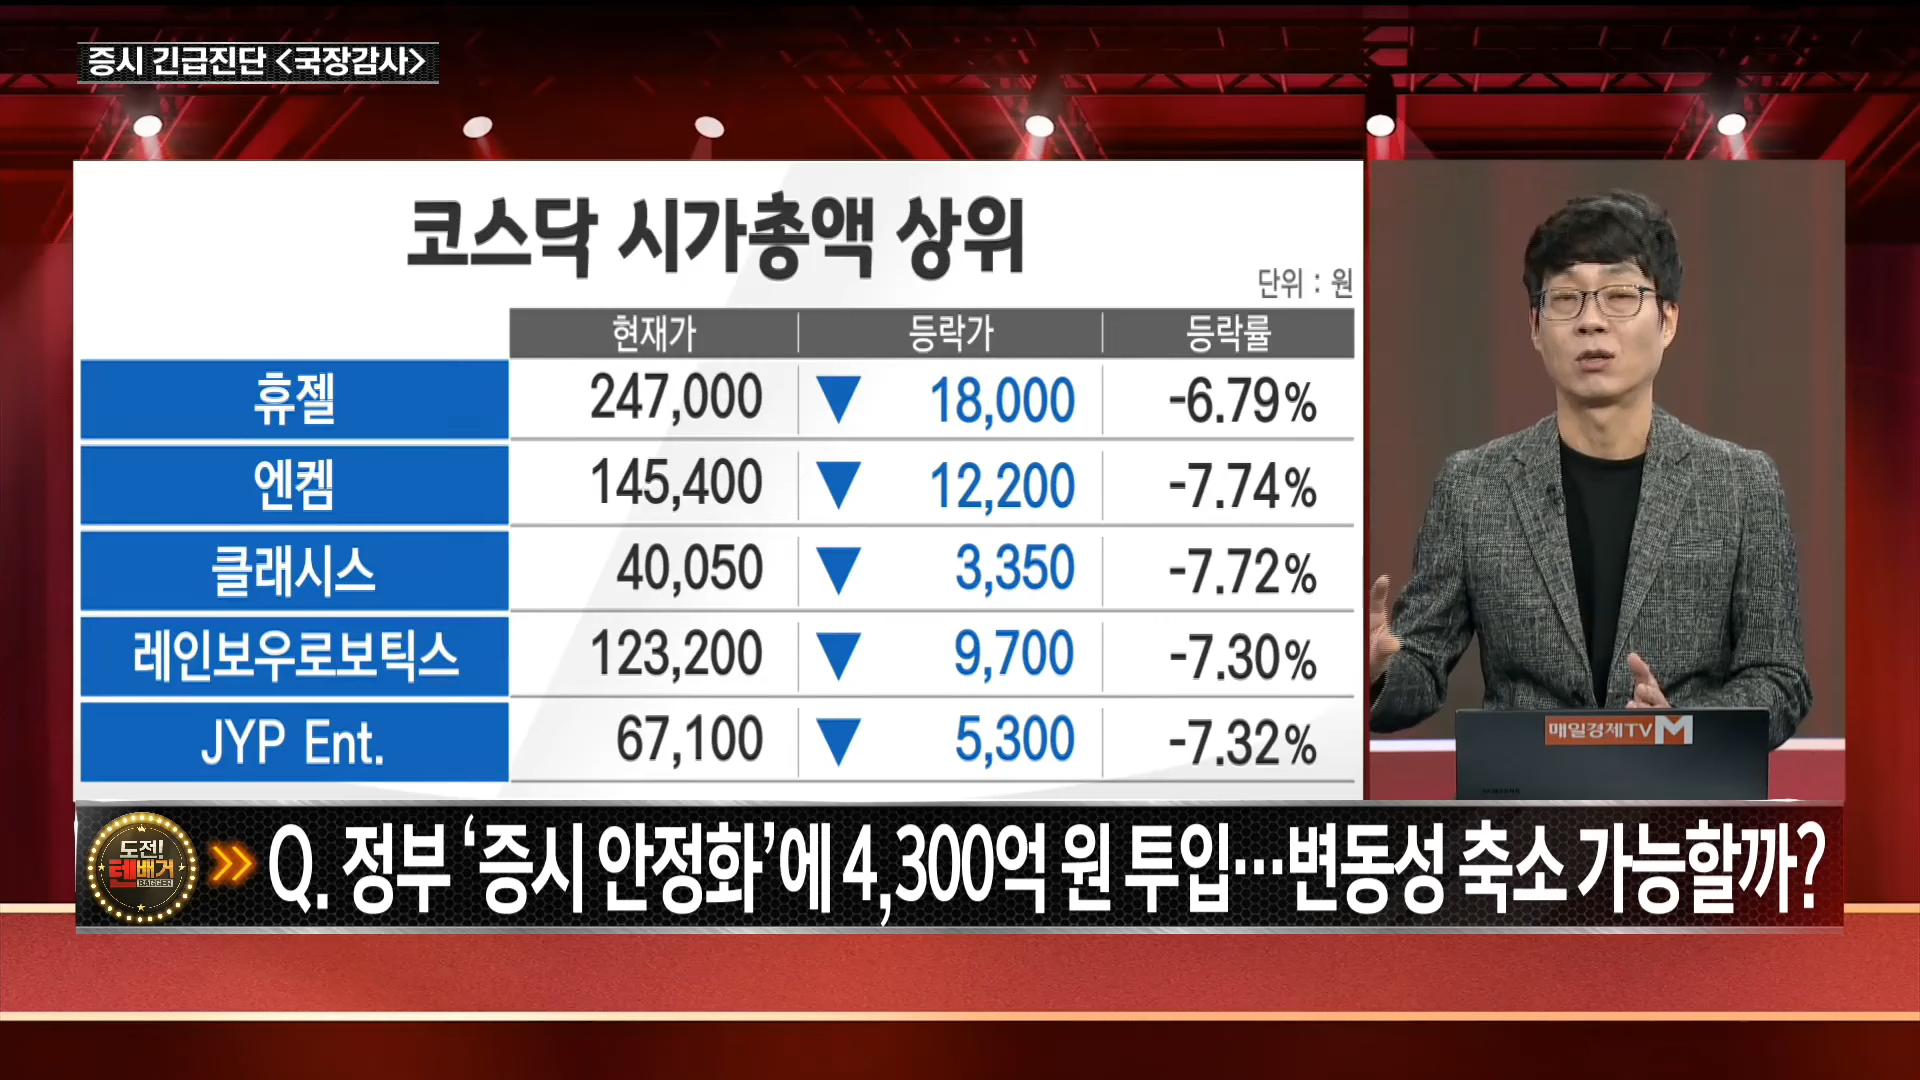 증시 긴급진단 <국장감사>
코스닥 시가총액 상위
단위 : 원
현재가 등락가 등락률
휴젤 247,000 ▼ 18,000 -6.79%
엔켐 145,400 ▼ 12,200 -7.74%
클래시스 40,050 ▼ 3,350 -7.72%
레인보우로보틱스 123,200 ▼ 9,700 -7.30%
JYP Ent. 67,100 ▼ 5,300 -7.32%
매일경제TV M
SAMSUNG
도전!
텐배거
BAGGER
Q. 정부 ‘증시 안정화’에 4,300억 원 투입…변동성 축소 가능할까?